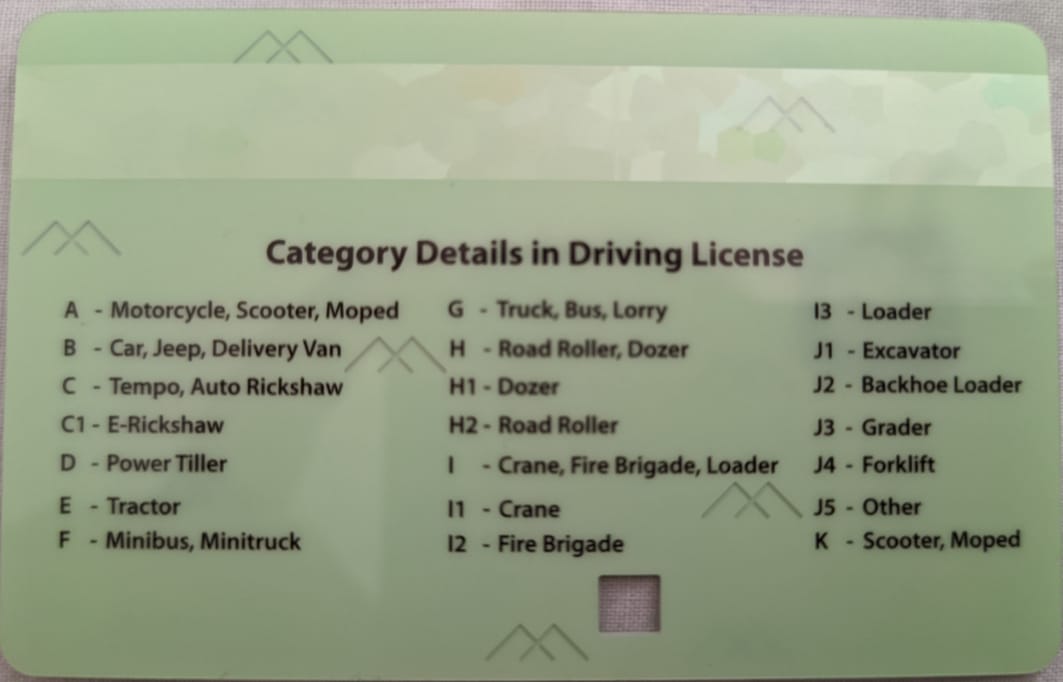 Category Details in Driving License
A - Motorcycle, Scooter, Moped
B - Car, Jeep, Delivery Van
C - Tempo, Auto Rickshaw
C1 - E-Rickshaw
D - Power Tiller
E - Tractor
F - Minibus, Minitruck
G - Truck, Bus, Lorry
H - Road Roller, Dozer
H1 - Dozer
H2 - Road Roller
I - Crane, Fire Brigade, Loader
I1 - Crane
I2 - Fire Brigade
I3 - Loader
J1 - Excavator
J2 - Backhoe Loader
J3 - Grader
J4 - Forklift
J5 - Other
K - Scooter, Moped